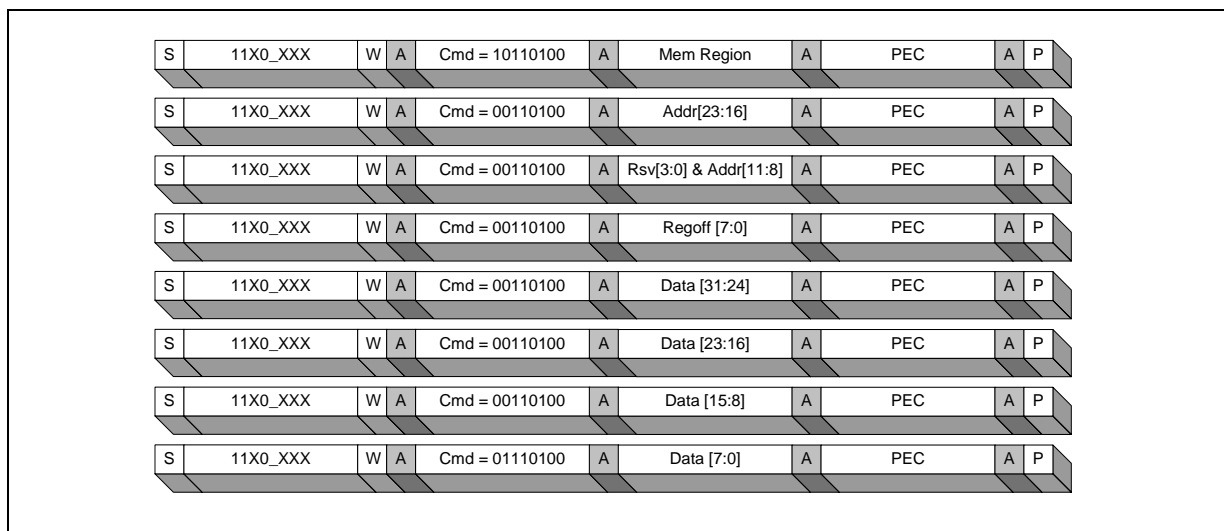 S 11X0_XXX W A Cmd = 10110100 A Mem Region A PEC A P
S 11X0_XXX W A Cmd = 00110100 A Addr[23:16] A PEC A P
S 11X0_XXX W A Cmd = 00110100 A Rsv[3:0] & Addr[11:8] A PEC A P
S 11X0_XXX W A Cmd = 00110100 A Regoff [7:0] A PEC A P
S 11X0_XXX W A Cmd = 00110100 A Data [31:24] A PEC A P
S 11X0_XXX W A Cmd = 00110100 A Data [23:16] A PEC A P
S 11X0_XXX W A Cmd = 00110100 A Data [15:8] A PEC A P
S 11X0_XXX W A Cmd = 01110100 A Data [7:0] A PEC A P